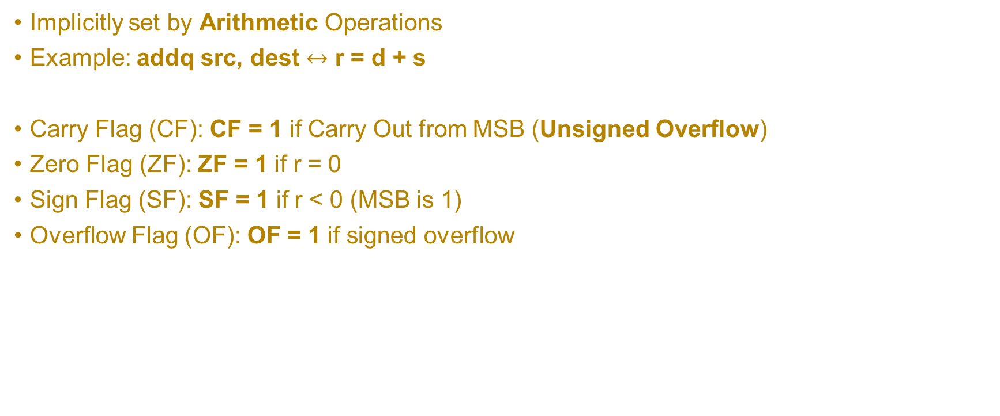 • Implicitly set by Arithmetic Operations
• Example: addq src, dest ↔ r = d + s
• Carry Flag (CF): CF = 1 if Carry Out from MSB (Unsigned Overflow)
• Zero Flag (ZF): ZF = 1 if r = 0
• Sign Flag (SF): SF = 1 if r < 0 (MSB is 1)
• Overflow Flag (OF): OF = 1 if signed overflow